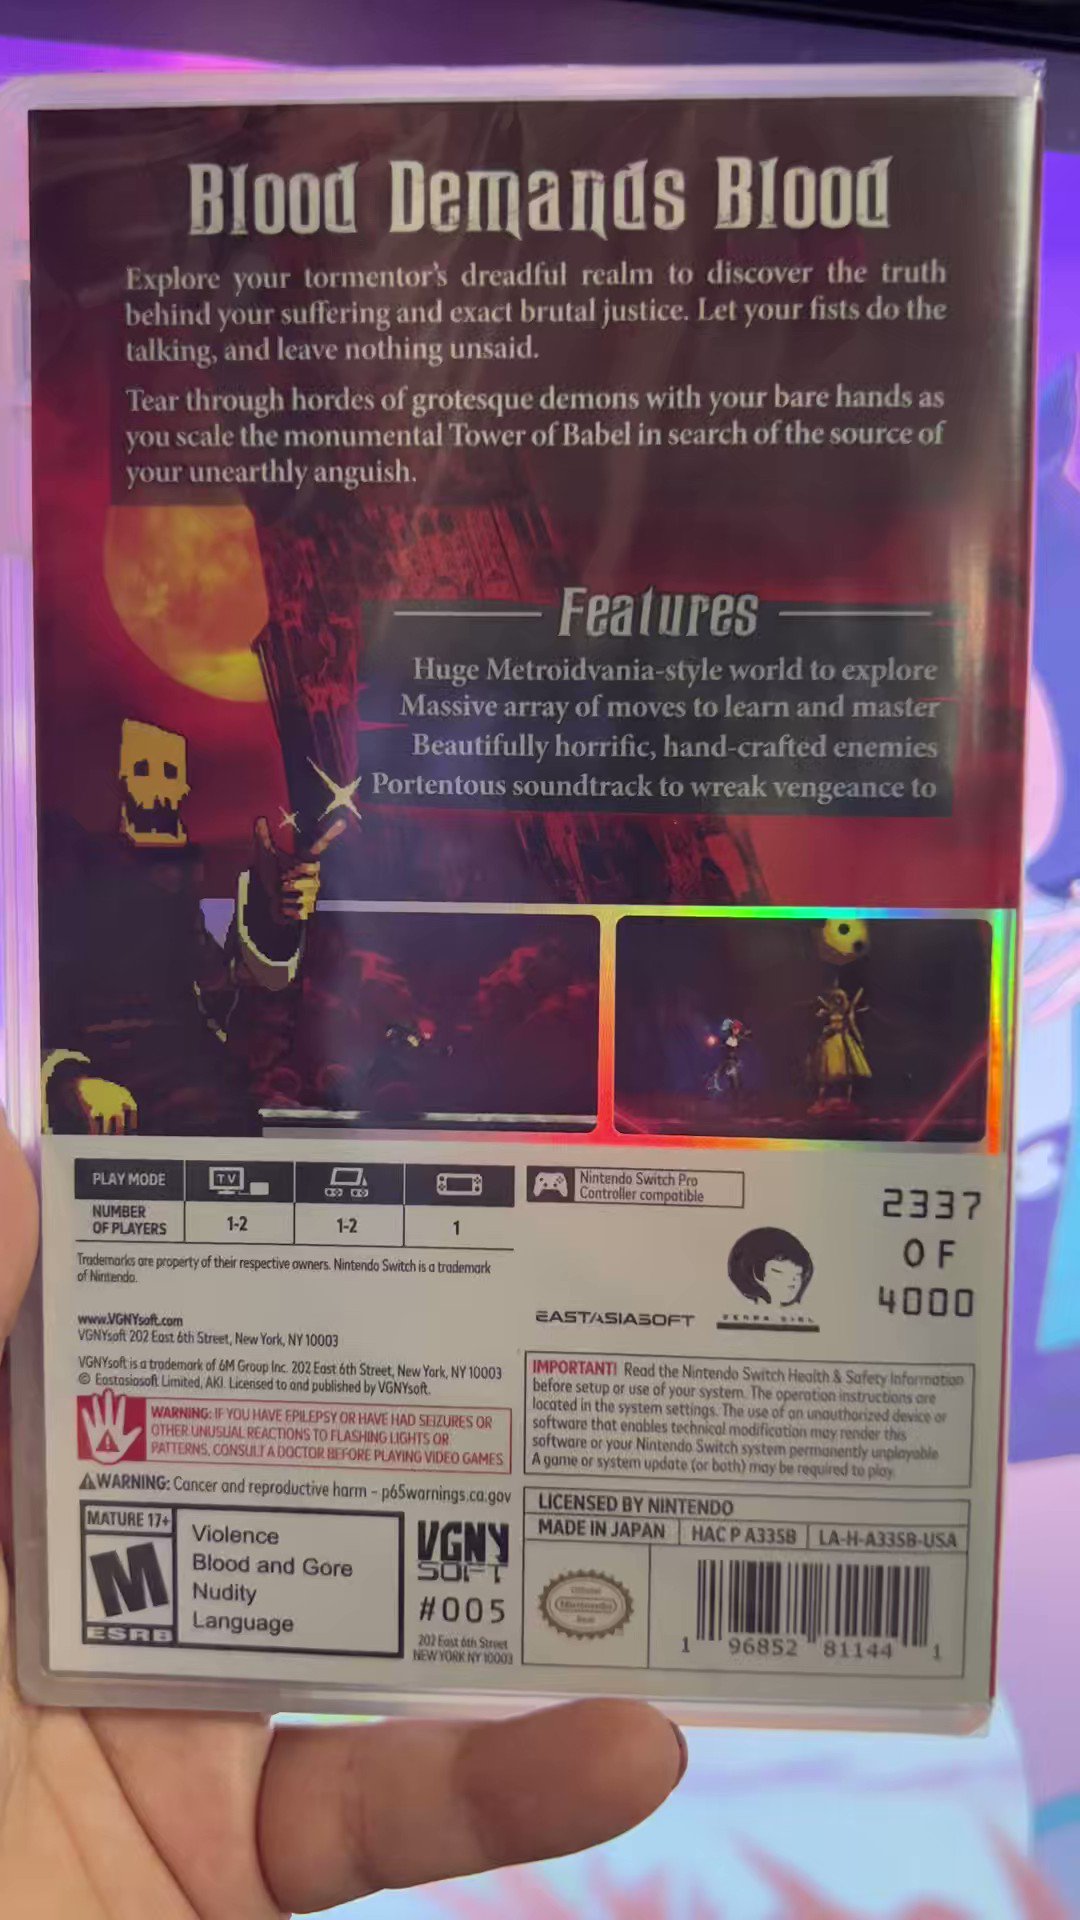 Blood Demands Blood
Explore your tormentor's dreadful realm to discover the truth
behind your suffering and exact brutal justice. Let your fists do the
talking, and leave nothing unsaid.
Tear through hordes of grotesque demons with your bare hands as
you scale the monumental Tower of Babel in search of the source of
your unearthly anguish.
Features
Huge Metroidvania-style world to explore
Massive array of moves to learn and master
Beautifully horrific, hand-crafted enemies
Portentous soundtrack to wreak vengeance to
PLAY MODE
TV
NUMBER
OF PLAYERS
1-2
1-2
1
Nintendo Switch Pro
Controller compatible
2337
OF
4000
Trademarks are property of their respective owners. Nintendo Switch is a trademark
of Nintendo.
www.VGNYsoft.com
VGNYsoft 202 East 6th Street, New York, NY 10003
EASTASIASOFT
VGNYsoft is a trademark of 6M Group Inc. 202 East 6th Street, New York, NY 10003
© Eastasiasoft Limited, AKI. Licensed to and published by VGNYsoft.
WARNING: IF YOU HAVE EPILEPSY OR HAVE HAD SEIZURES OR
OTHER UNUSUAL REACTIONS TO FLASHING LIGHTS OR
PATTERNS, CONSULT A DOCTOR BEFORE PLAYING VIDEO GAMES
IMPORTANT! Read the Nintendo Switch Health & Safety Information
before setup or use of your system. The operation instructions are
located in the system settings. The use of an unauthorized device or
software that enables technical modification may render this
software or your Nintendo Switch system permanently unplayable
A game or system update (or both) may be required to play.
WARNING: Cancer and reproductive harm – p65warnings.ca.gov
MATURE 17+
M
ESRB
Violence
Blood and Gore
Nudity
Language
VGNY
SOFT
#005
202 East 6th Street
NEW YORK NY 10003
LICENSED BY NINTENDO
MADE IN JAPAN
HAC P A335B
LA-H-A335B-USA
Nintendo
1 96852 81144 1